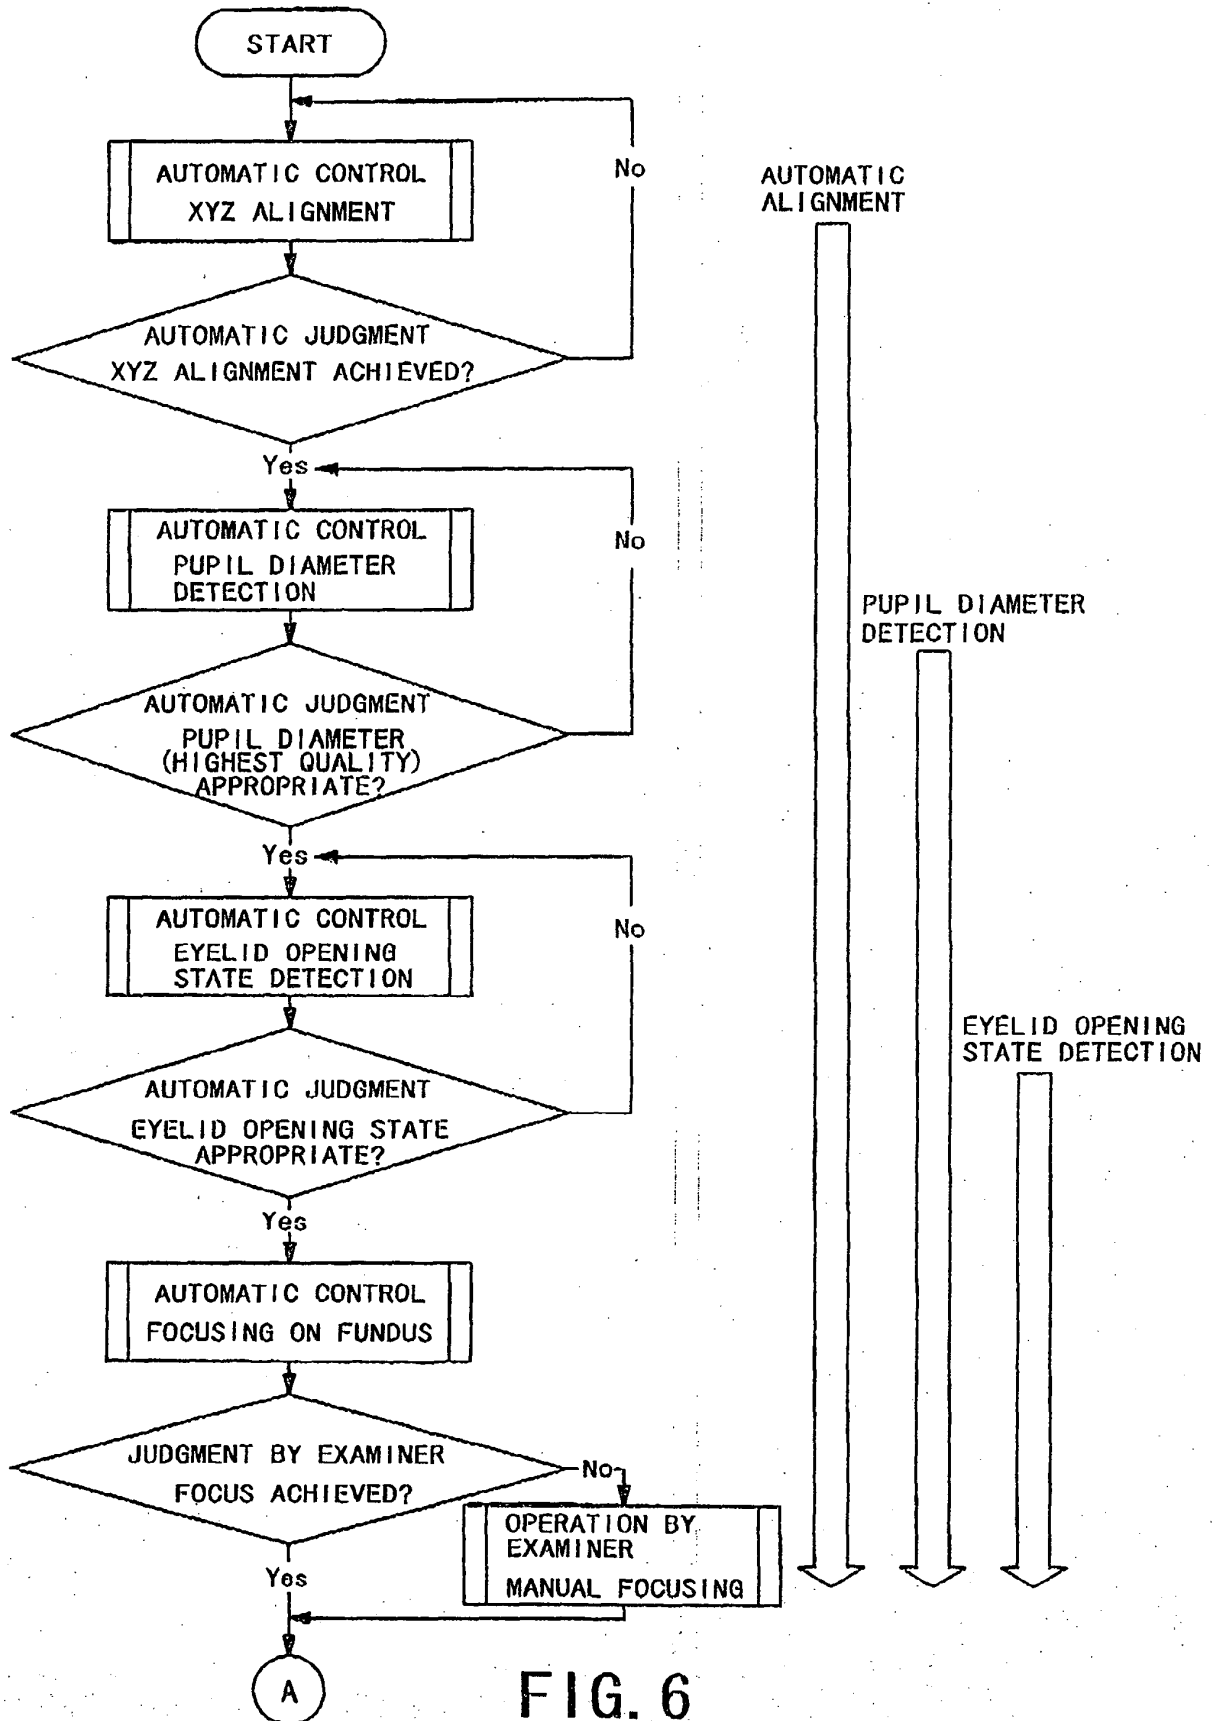 START
AUTOMATIC CONTROL
XYZ ALIGNMENT
No
AUTOMATIC JUDGMENT
XYZ ALIGNMENT ACHIEVED?
Yes
AUTOMATIC CONTROL
PUPIL DIAMETER
DETECTION
No
AUTOMATIC JUDGMENT
PUPIL DIAMETER
(HIGHEST QUALITY)
APPROPRIATE?
Yes
AUTOMATIC CONTROL
EYELID OPENING
STATE DETECTION
No
AUTOMATIC JUDGMENT
EYELID OPENING STATE
APPROPRIATE?
Yes
AUTOMATIC CONTROL
FOCUSING ON FUNDUS
JUDGMENT BY EXAMINER
FOCUS ACHIEVED?
No
OPERATION BY
EXAMINER
MANUAL FOCUSING
Yes
A
AUTOMATIC
ALIGNMENT
PUPIL DIAMETER
DETECTION
EYELID OPENING
STATE DETECTION
FIG. 6